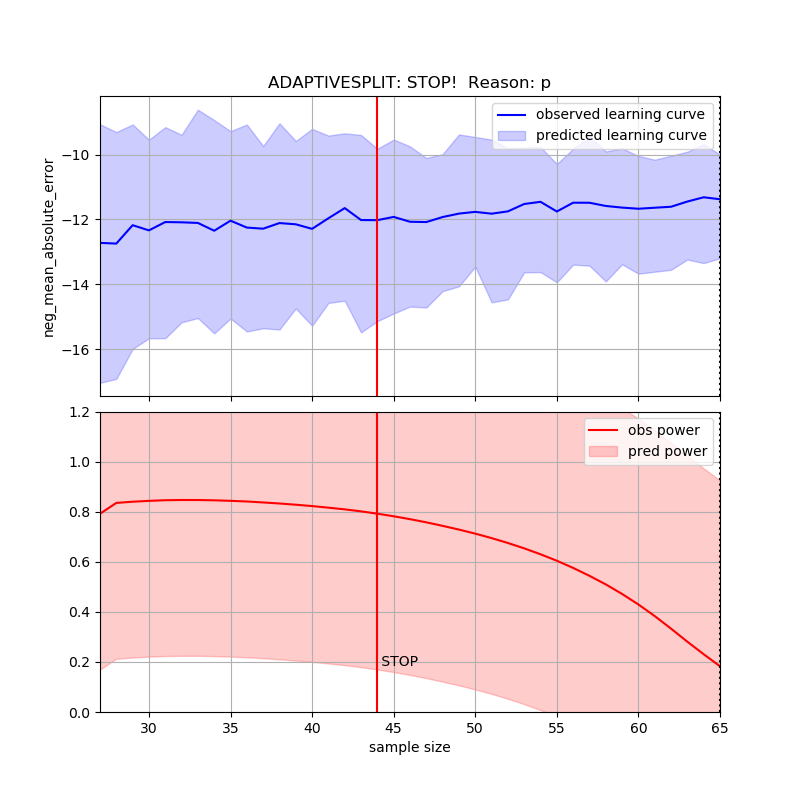 ADAPTIVESPLIT: STOP!  Reason: p
observed learning curve
predicted learning curve
neg_mean_absolute_error
−10
−12
−14
−16
obs power
pred power
1.2
1.0
0.8
0.6
0.4
0.2
0.0
STOP
30 35 40 45 50 55 60 65
sample size